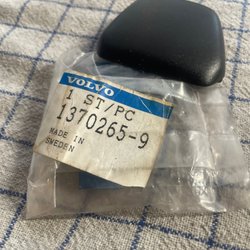 VOLVO
1 ST/PC
1370265-9
MADE IN
SWEDEN